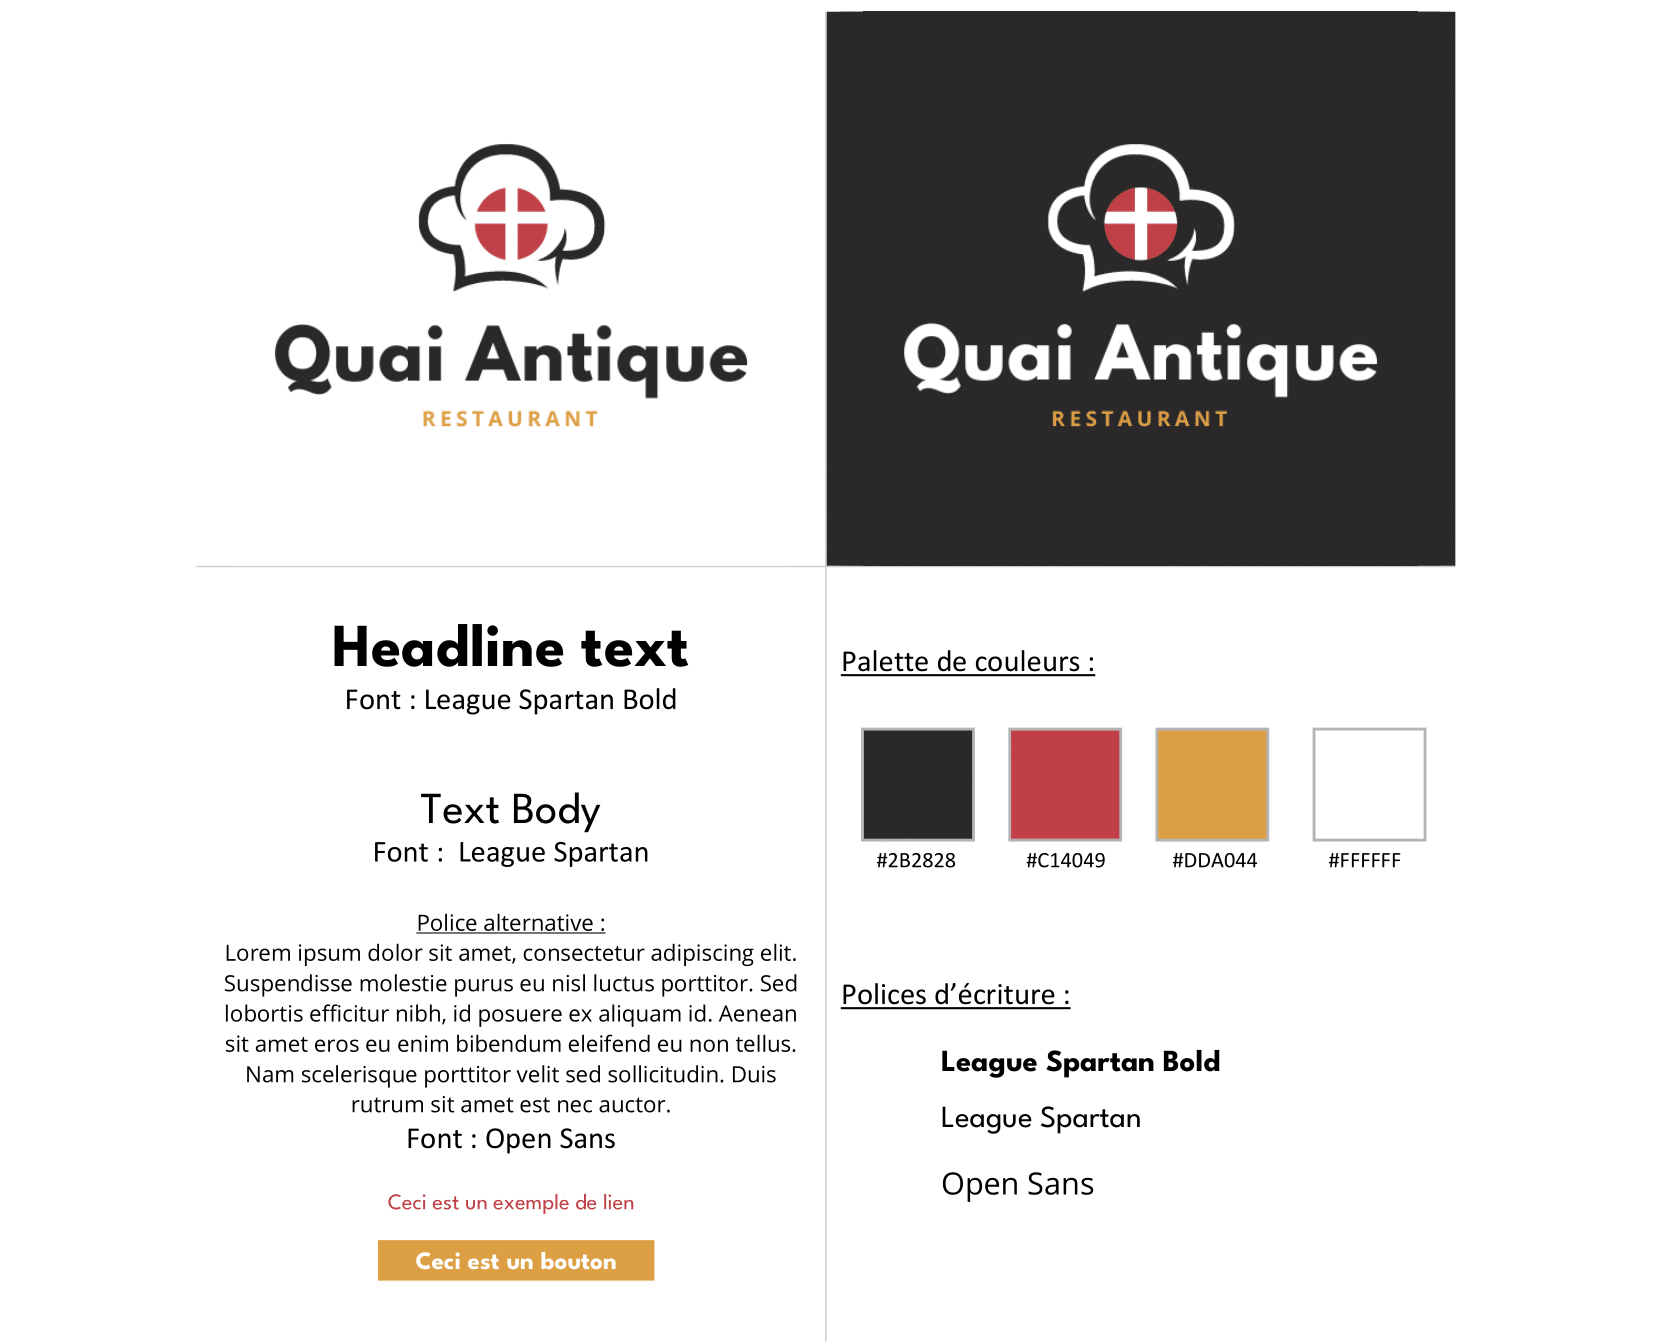 Quai Antique
RESTAURANT
Quai Antique
RESTAURANT
Headline text
Font : League Spartan Bold
Text Body
Font :  League Spartan
Police alternative :
Lorem ipsum dolor sit amet, consectetur adipiscing elit.
Suspendisse molestie purus eu nisl luctus porttitor. Sed
lobortis efficitur nibh, id posuere ex aliquam id. Aenean
sit amet eros eu enim bibendum eleifend eu non tellus.
Nam scelerisque porttitor velit sed sollicitudin. Duis
rutrum sit amet est nec auctor.
Font : Open Sans
Ceci est un exemple de lien
Ceci est un bouton
Palette de couleurs :
#2B2828 #C14049 #DDA044 #FFFFFF
Polices d’écriture :
League Spartan Bold
League Spartan
Open Sans